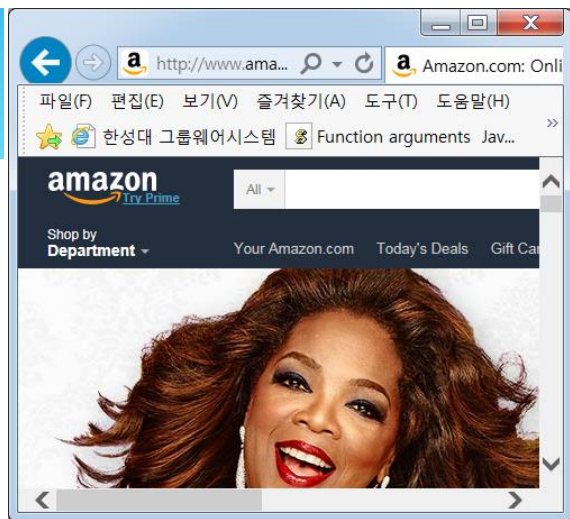 http://www.ama... Amazon.com: Onli
파일(F) 편집(E) 보기(V) 즐겨찾기(A) 도구(T) 도움말(H)
한성대 그룹웨어시스템 Function arguments Jav...
amazon
Try Prime
All
Shop by
Department
Your Amazon.com Today's Deals Gift Car